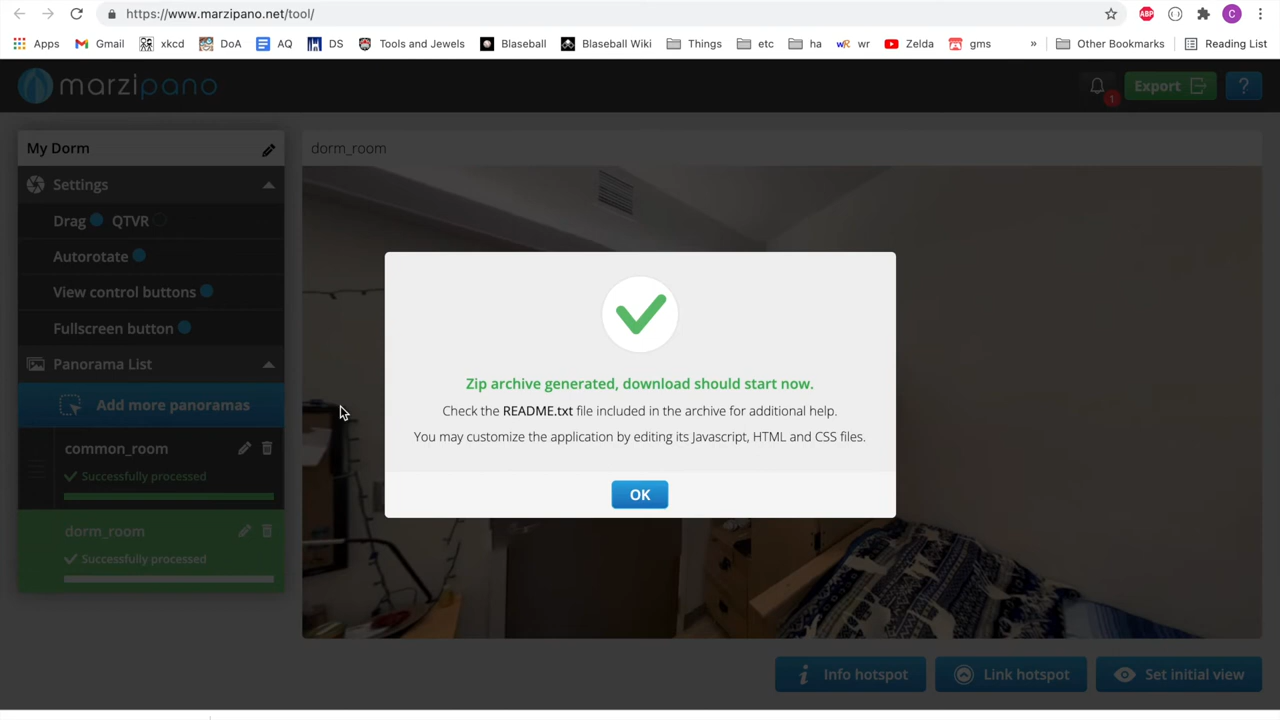 https://www.marzipano.net/tool/
ABP
C
Apps Gmail xkcd DoA AQ DS Tools and Jewels Blaseball Blaseball Wiki Things etc ha wR wr Zelda gms » Other Bookmarks Reading List
marzipano
1
Export
?
My Dorm
dorm_room
Settings
Drag QTVR
Autorotate
View control buttons
Fullscreen button
Panorama List
Add more panoramas
common_room
Successfully processed
dorm_room
Successfully processed
Zip archive generated, download should start now.
Check the README.txt file included in the archive for additional help.
You may customize the application by editing its Javascript, HTML and CSS files.
OK
Info hotspot
Link hotspot
Set initial view